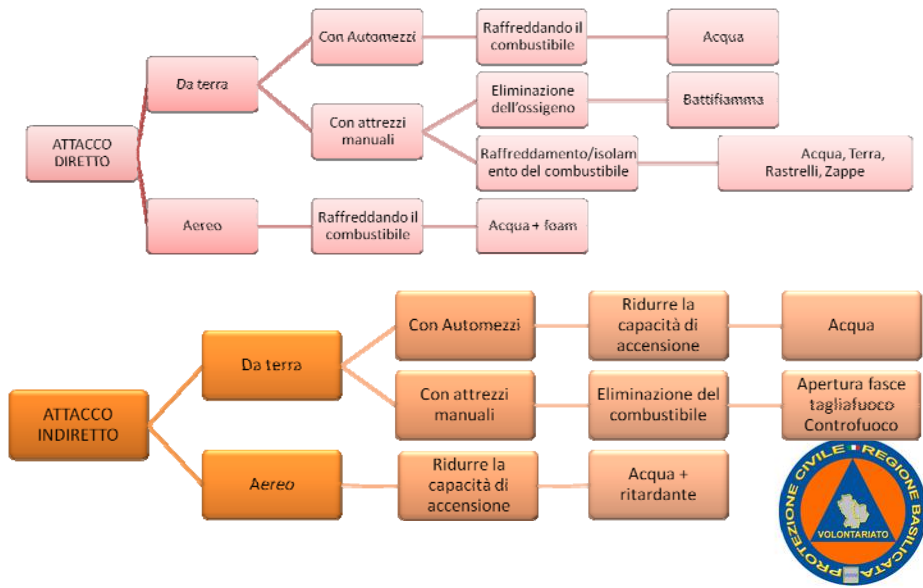 Con Automezzi
Raffreddando il
combustibile
Acqua
Da terra
Eliminazione
dell'ossigeno
Battifiamma
Con attrezzi
manuali
ATTACCO
DIRETTO
Raffreddamento/isolam
ento del combustibile
Acqua, Terra,
Rastrelli, Zappe
Aereo
Raffreddando il
combustibile
Acqua + foam
Con Automezzi
Ridurre la
capacità di
accensione
Acqua
Da terra
Con attrezzi
manuali
Eliminazione del
combustibile
Apertura fasce
tagliafuoco
Controfuoco
ATTACCO
INDIRETTO
Aereo
Ridurre la
capacità di
accensione
Acqua +
ritardante
PROTEZIONE CIVILE REGIONE BASILICATA
VOLONTARIATO